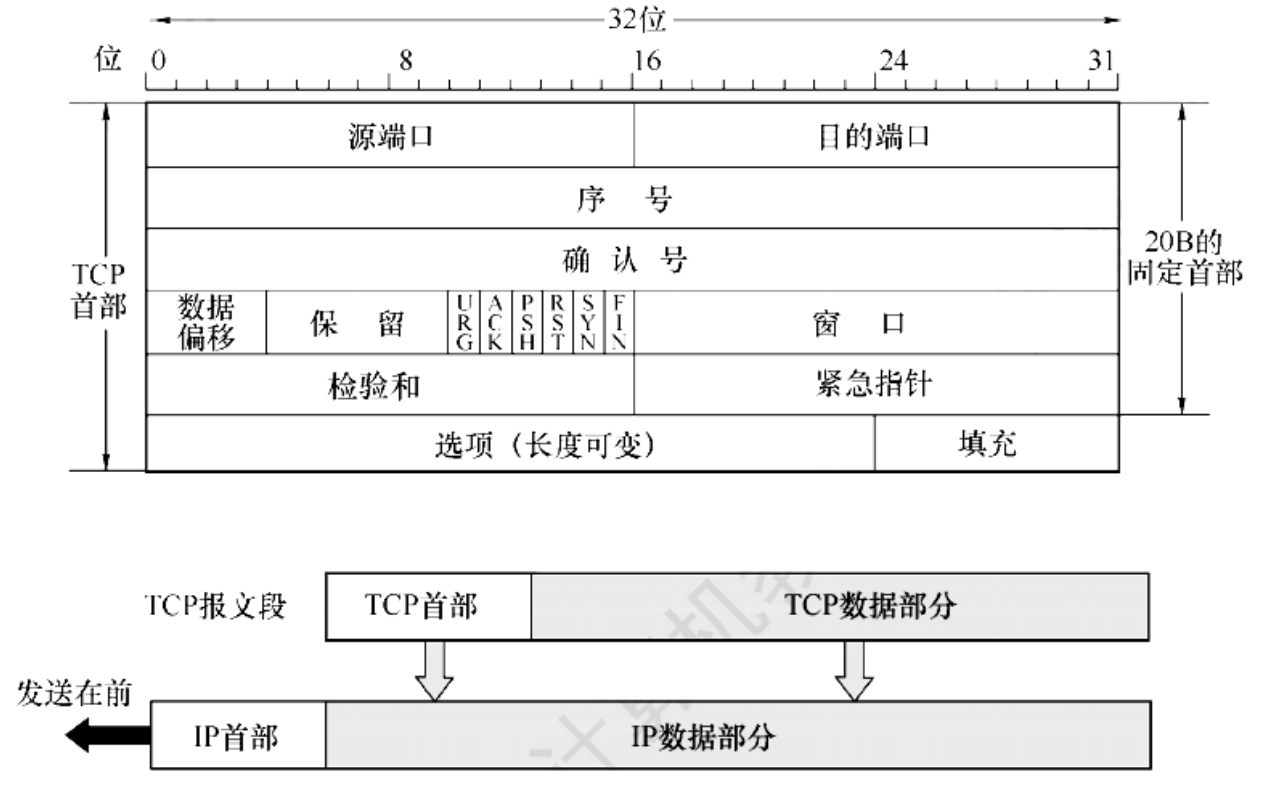 32位
位 0 8 16 24 31
源端口 目的端口
序 号
确 认 号
TCP
首部
20B的
固定首部
数据
偏移
保 留
URG
ACK
PSH
RST
SYN
FIN
窗 口
检验和 紧急指针
选项（长度可变） 填充
TCP报文段 TCP首部 TCP数据部分
发送在前
IP首部 IP数据部分
计算机